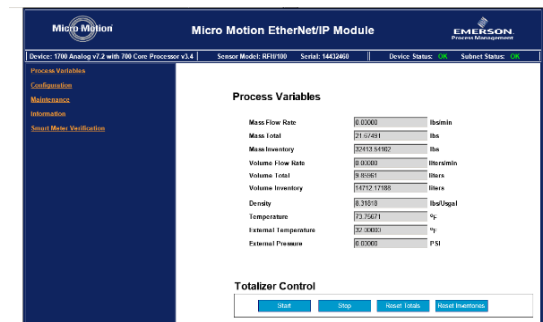 Micro Motion
Micro Motion EtherNet/IP Module
EMERSON.
Process Management
Device: 1700 Analog v7.2 with 700 Core Processor v3.4 Sensor Model: RFII/100 Serial: 14432460 Device Status: OK Subnet Status: OK
Process Variables
Configuration
Maintenance
Information
Smart Meter Verification
Process Variables
Mass Flow Rate 0.00000 lbs/min
Mass Total 21.67491 lbs
Mass Inventory 32413.54102 lbs
Volume Flow Rate 0.00000 liters/min
Volume Total liters
Volume Inventory 14712.17188 liters
Density 0.31818 lbs/Usgal
Temperature 73.75671 °F
External Temperature 32.00000 °F
External Pressure 0.00000 PSI
Totalizer Control
Start Stop Reset Totals Reset Inventories